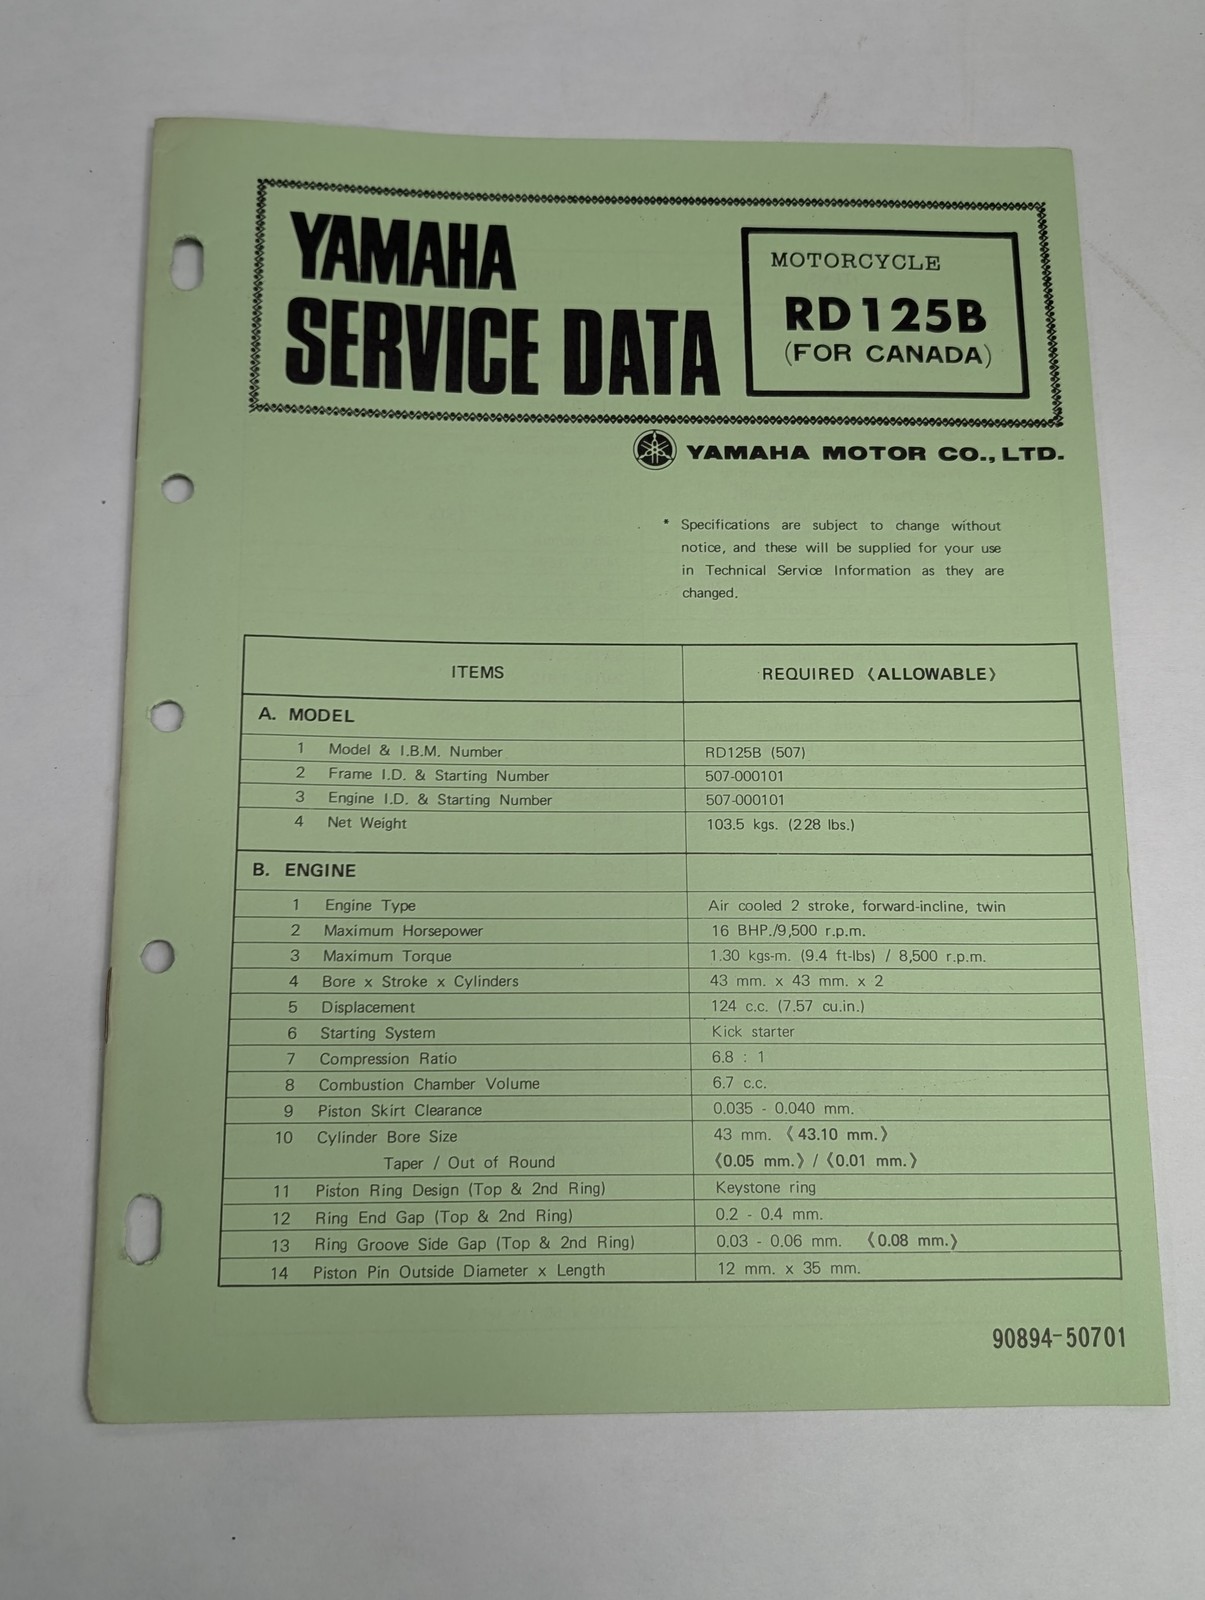 YAMAHA
SERVICE DATA
MOTORCYCLE
RD125B
(FOR CANADA)
YAMAHA MOTOR CO., LTD.
* Specifications are subject to change without
notice, and these will be supplied for your use
in Technical Service Information as they are
changed.
ITEMS REQUIRED 〈ALLOWABLE〉
A. MODEL
1 Model & I.B.M. Number RD125B (507)
2 Frame I.D. & Starting Number 507-000101
3 Engine I.D. & Starting Number 507-000101
4 Net Weight 103.5 kgs. (228 lbs.)
B. ENGINE
1 Engine Type Air cooled 2 stroke, forward-incline, twin
2 Maximum Horsepower 16 BHP./9,500 r.p.m.
3 Maximum Torque 1.30 kgs-m. (9.4 ft-lbs) / 8,500 r.p.m.
4 Bore x Stroke x Cylinders 43 mm. x 43 mm. x 2
5 Displacement 124 c.c. (7.57 cu.in.)
6 Starting System Kick starter
7 Compression Ratio 6.8 : 1
8 Combustion Chamber Volume 6.7 c.c.
9 Piston Skirt Clearance 0.035 - 0.040 mm.
10 Cylinder Bore Size 43 mm. 〈43.10 mm.〉
Taper / Out of Round 〈0.05 mm.〉 / 〈0.01 mm.〉
11 Piston Ring Design (Top & 2nd Ring) Keystone ring
12 Ring End Gap (Top & 2nd Ring) 0.2 - 0.4 mm.
13 Ring Groove Side Gap (Top & 2nd Ring) 0.03 - 0.06 mm. 〈0.08 mm.〉
14 Piston Pin Outside Diameter x Length 12 mm. x 35 mm.
90894-50701